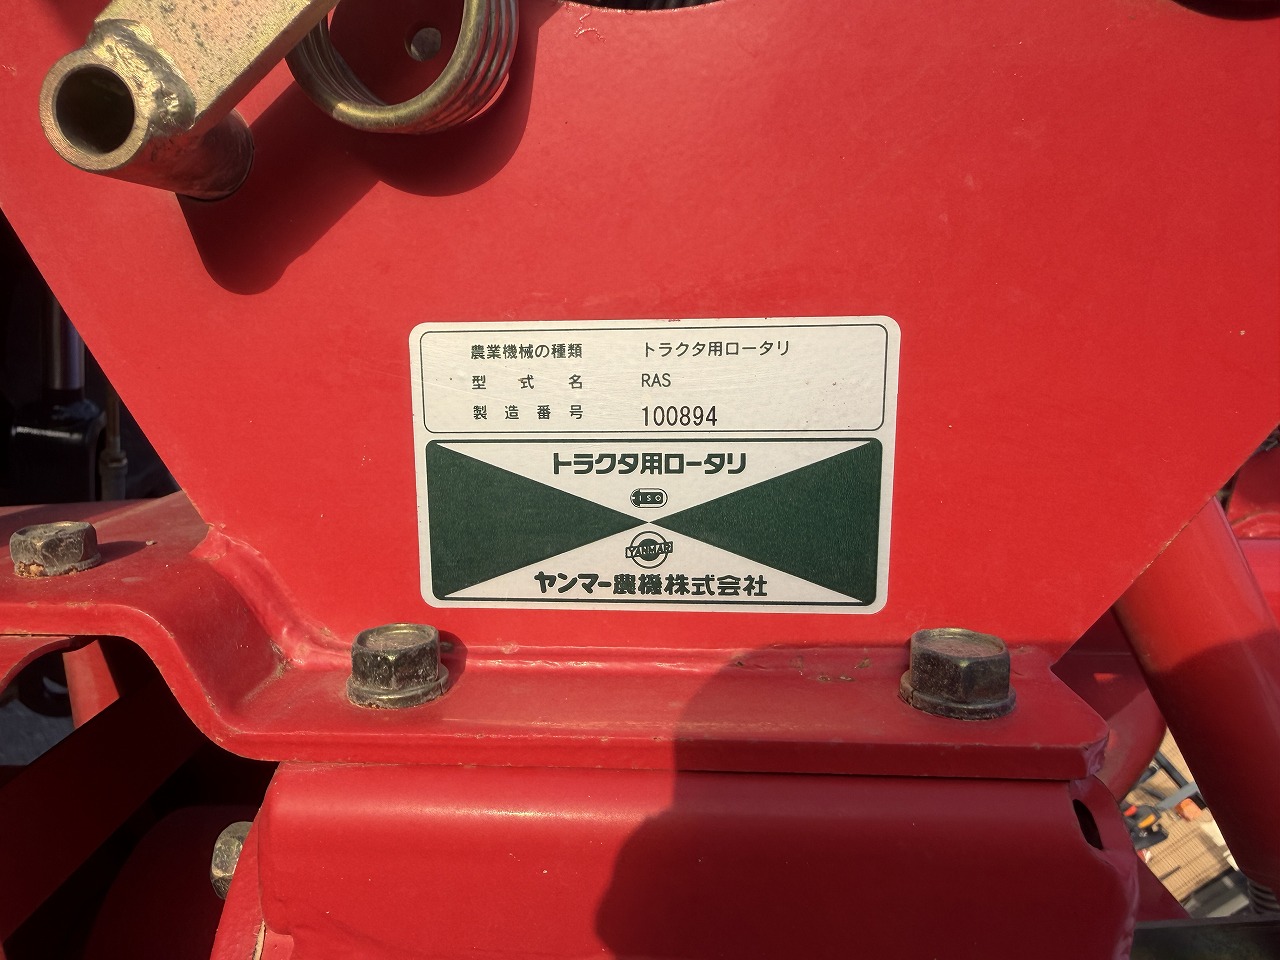 農業機械の種類 トラクタ用ロータリ
型式名 RAS
製造番号 100894
トラクタ用ロータリ
ISO
YANMAR
ヤンマー農機株式会社